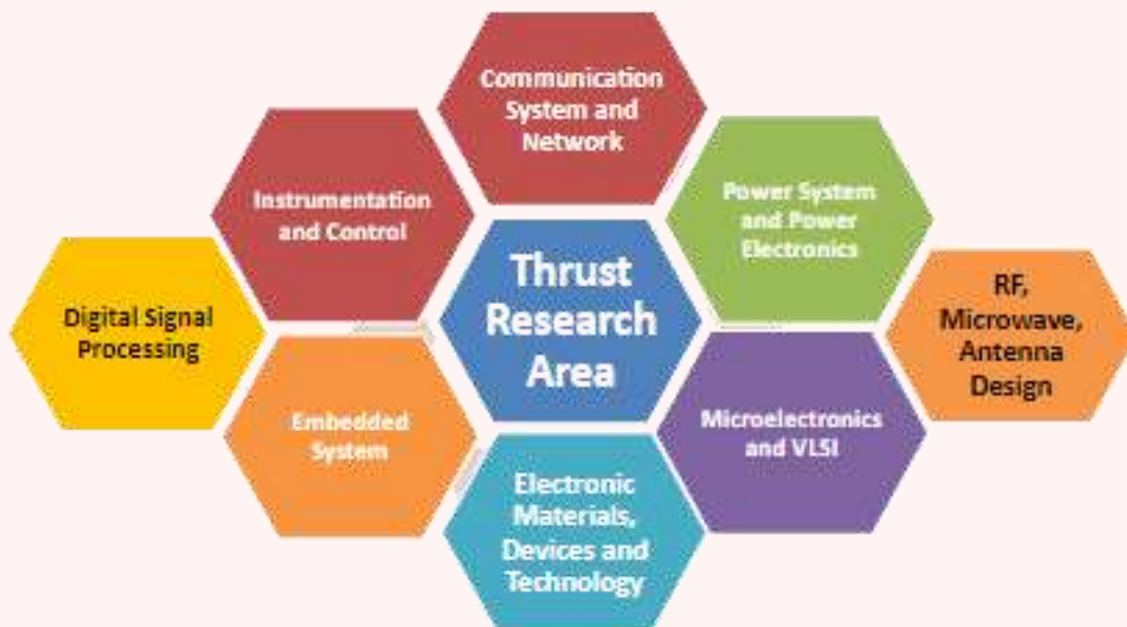 Communication
System and
Network
Instrumentation
and Control
Power System
and Power
Electronics
Thrust
Research
Area
Digital Signal
Processing
RF,
Microwave,
Antenna
Design
Embedded
System
Microelectronics
and VLSI
Electronic
Materials,
Devices and
Technology